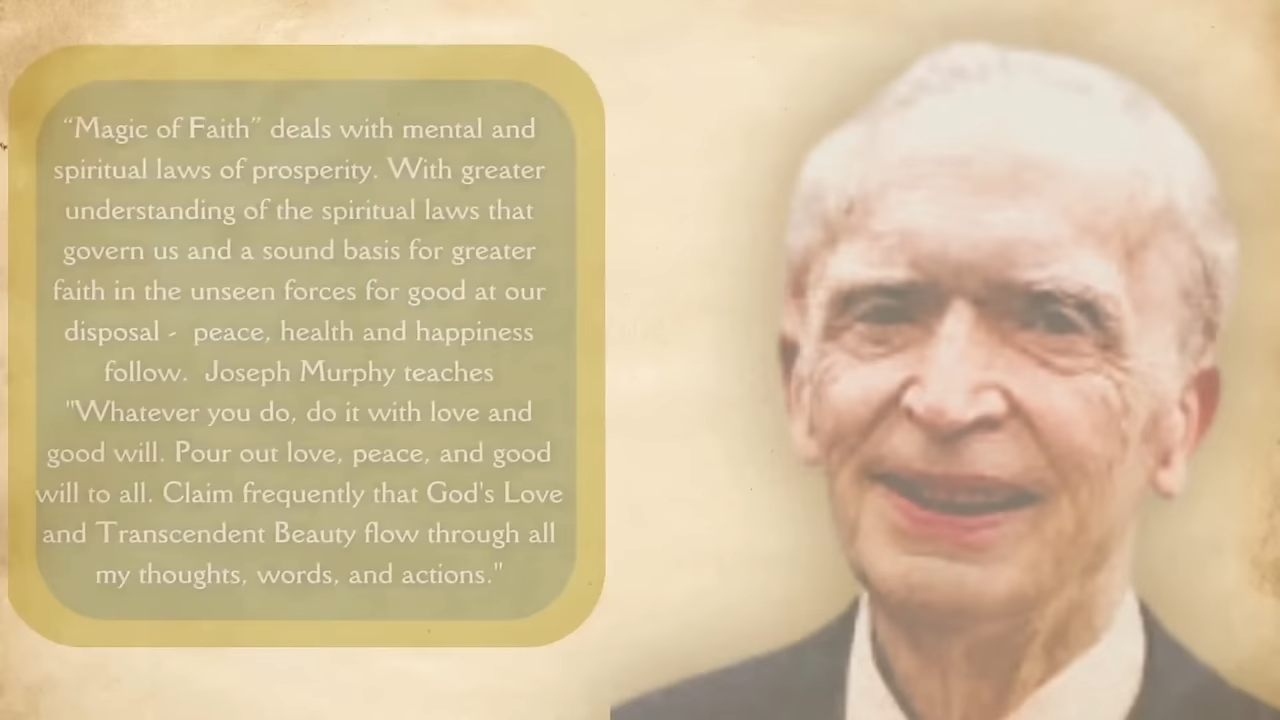 “Magic of Faith” deals with mental and
spiritual laws of prosperity. With greater
understanding of the spiritual laws that
govern us and a sound basis for greater
faith in the unseen forces for good at our
disposal -  peace, health and happiness
follow.  Joseph Murphy teaches
"Whatever you do, do it with love and
good will. Pour out love, peace, and good
will to all. Claim frequently that God's Love
and Transcendent Beauty flow through all
my thoughts, words, and actions."